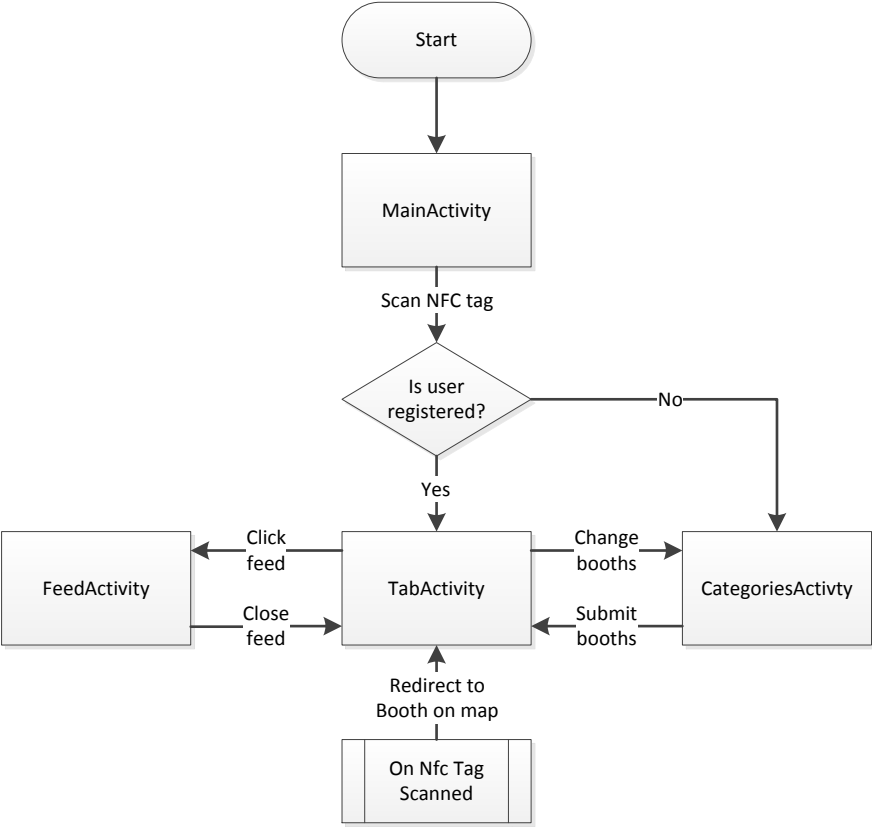 Start
MainActivity
Scan NFC tag
Is user
registered?
No
Yes
Click
feed
Change
booths
FeedActivity
TabActivity
CategoriesActivty
Close
feed
Submit
booths
Redirect to
Booth on map
On Nfc Tag
Scanned